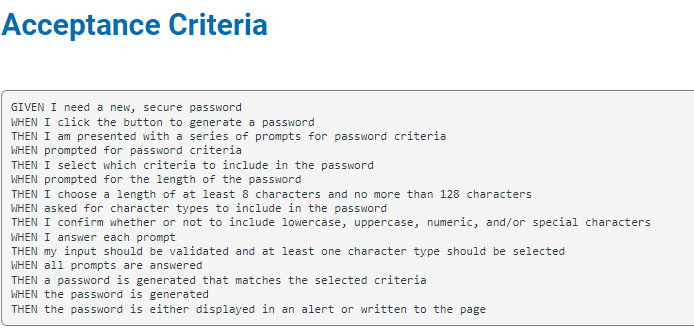 Acceptance Criteria
GIVEN I need a new, secure password
WHEN I click the button to generate a password
THEN I am presented with a series of prompts for password criteria
WHEN prompted for password criteria
THEN I select which criteria to include in the password
WHEN prompted for the length of the password
THEN I choose a length of at least 8 characters and no more than 128 characters
WHEN asked for character types to include in the password
THEN I confirm whether or not to include lowercase, uppercase, numeric, and/or special characters
WHEN I answer each prompt
THEN my input should be validated and at least one character type should be selected
WHEN all prompts are answered
THEN a password is generated that matches the selected criteria
WHEN the password is generated
THEN the password is either displayed in an alert or written to the page